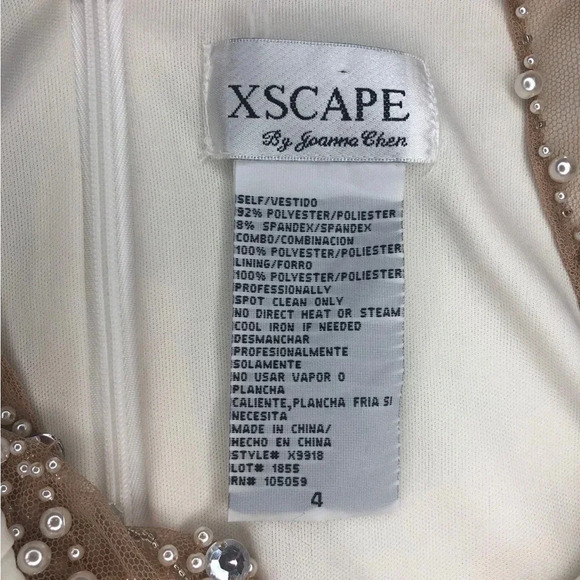 XSCAPE
By Joanna Chen
SELF/VESTIDO
92% POLYESTER/POLIESTER
8% SPANDEX/SPANDEX
COMBO/COMBINACION
100% POLYESTER/POLIESTER
LINING/FORRO
100% POLYESTER/POLIESTER
PROFESSIONALLY
SPOT CLEAN ONLY
NO DIRECT HEAT OR STEAM
COOL IRON IF NEEDED
DESMANCHAR
PROFESIONALMENTE
SOLAMENTE
NO USAR VAPOR O
PLANCHA
CALIENTE,PLANCHA FRIA SI
NECESITA
MADE IN CHINA/
HECHO EN CHINA
STYLE# X9918
LOT# 1855
RN# 105059
4